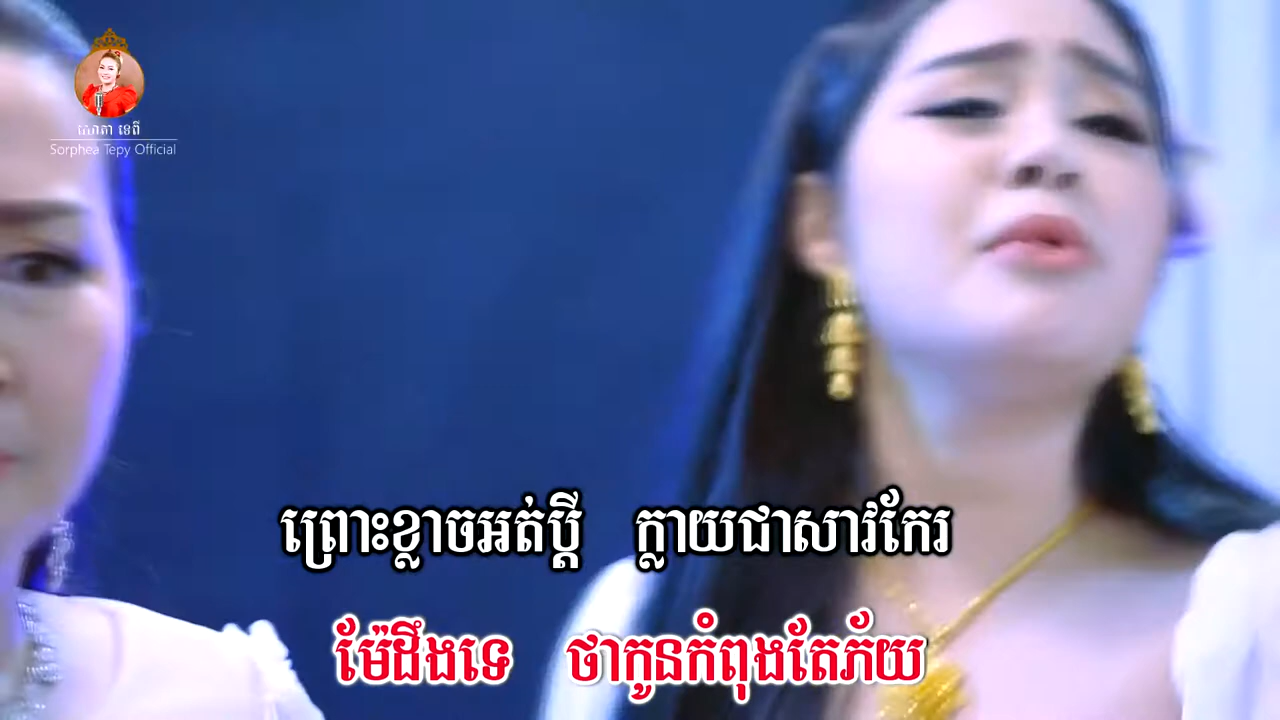 សោភា ទេពី
Sorphea Tepy Official
ព្រោះខ្លាចអត់ប្ដី ក្លាយជាសាវកែរ
ម៉ែដឹងទេ ថាកូនកំពុងតែភ័យ